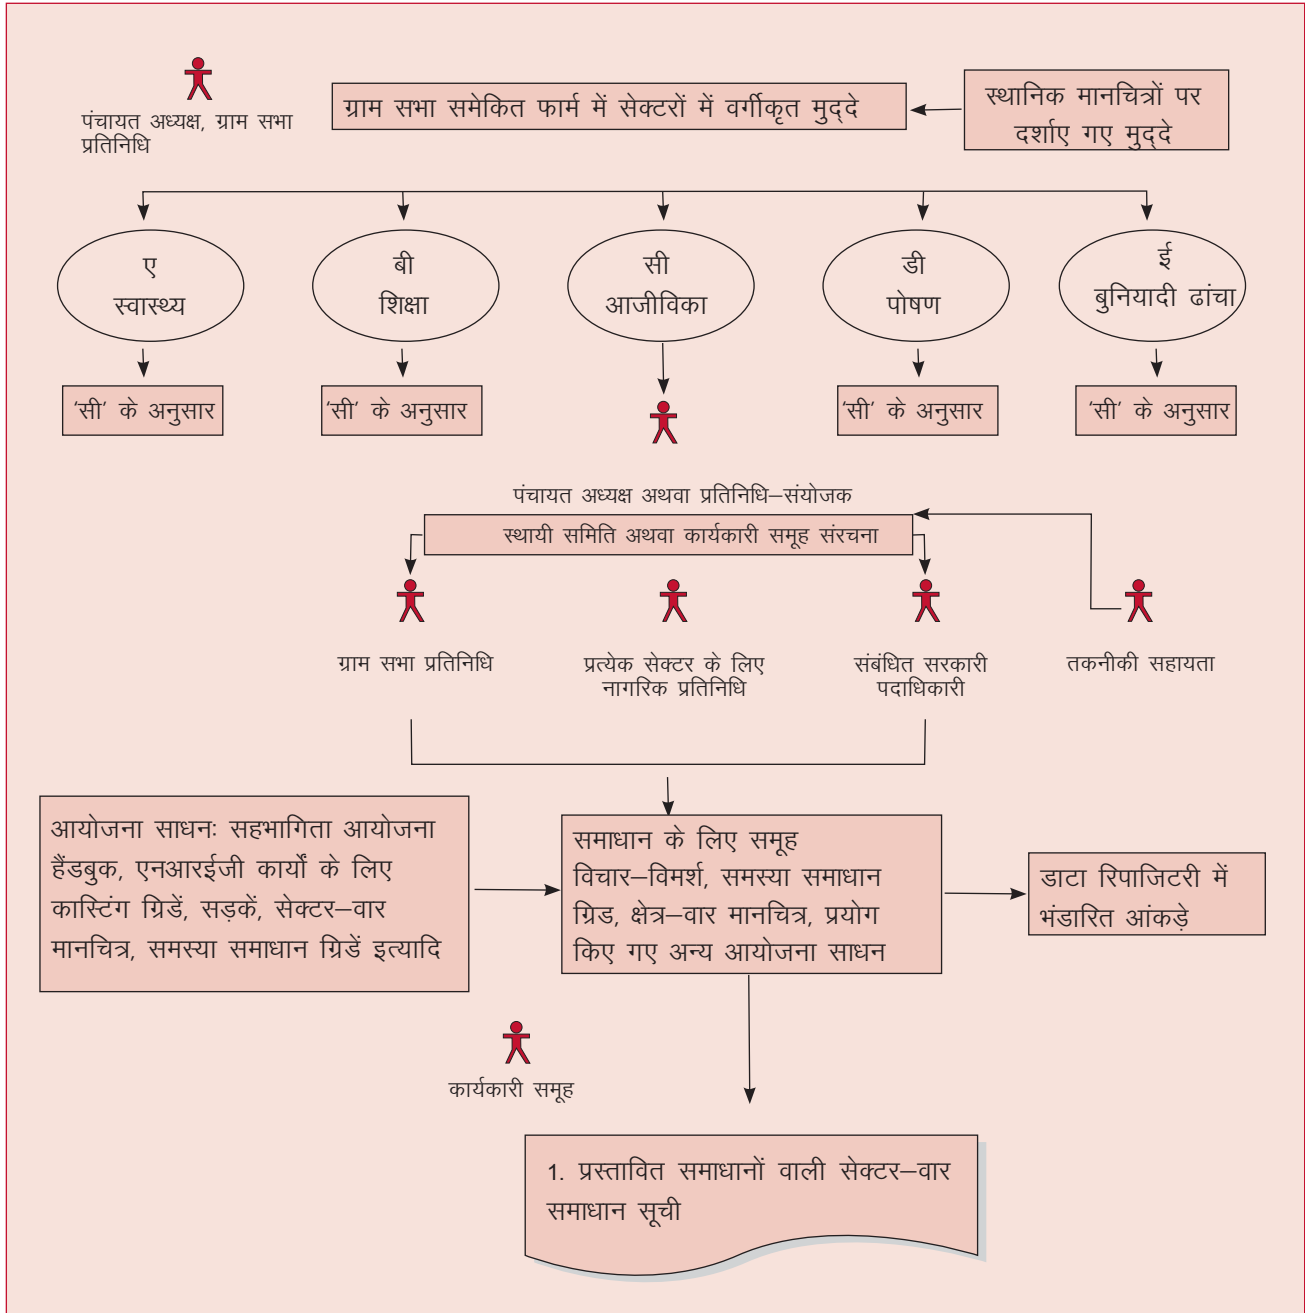 पंचायत अध्यक्ष, ग्राम सभा
प्रतिनिधि
ग्राम सभा समेकित फार्म में सेक्टरों में वर्गीकृत मुद्दे
स्थानिक मानचित्रों पर
दर्शाए गए मुद्दे
ए
स्वास्थ्य
बी
शिक्षा
सी
आजीविका
डी
पोषण
ई
बुनियादी ढांचा
'सी' के अनुसार
'सी' के अनुसार
'सी' के अनुसार
'सी' के अनुसार
पंचायत अध्यक्ष अथवा प्रतिनिधि–संयोजक
स्थायी समिति अथवा कार्यकारी समूह संरचना
ग्राम सभा प्रतिनिधि
प्रत्येक सेक्टर के लिए
नागरिक प्रतिनिधि
संबंधित सरकारी
पदाधिकारी
तकनीकी सहायता
आयोजना साधनः सहभागिता आयोजना
हैंडबुक, एनआरईजी कार्यों के लिए
कास्टिंग ग्रिडें, सड़कें, सेक्टर–वार
मानचित्र, समस्या समाधान ग्रिडें इत्यादि
समाधान के लिए समूह
विचार–विमर्श, समस्या समाधान
ग्रिड, क्षेत्र–वार मानचित्र, प्रयोग
किए गए अन्य आयोजना साधन
डाटा रिपाजिटरी में
भंडारित आंकड़े
कार्यकारी समूह
1. प्रस्तावित समाधानों वाली सेक्टर–वार
समाधान सूची